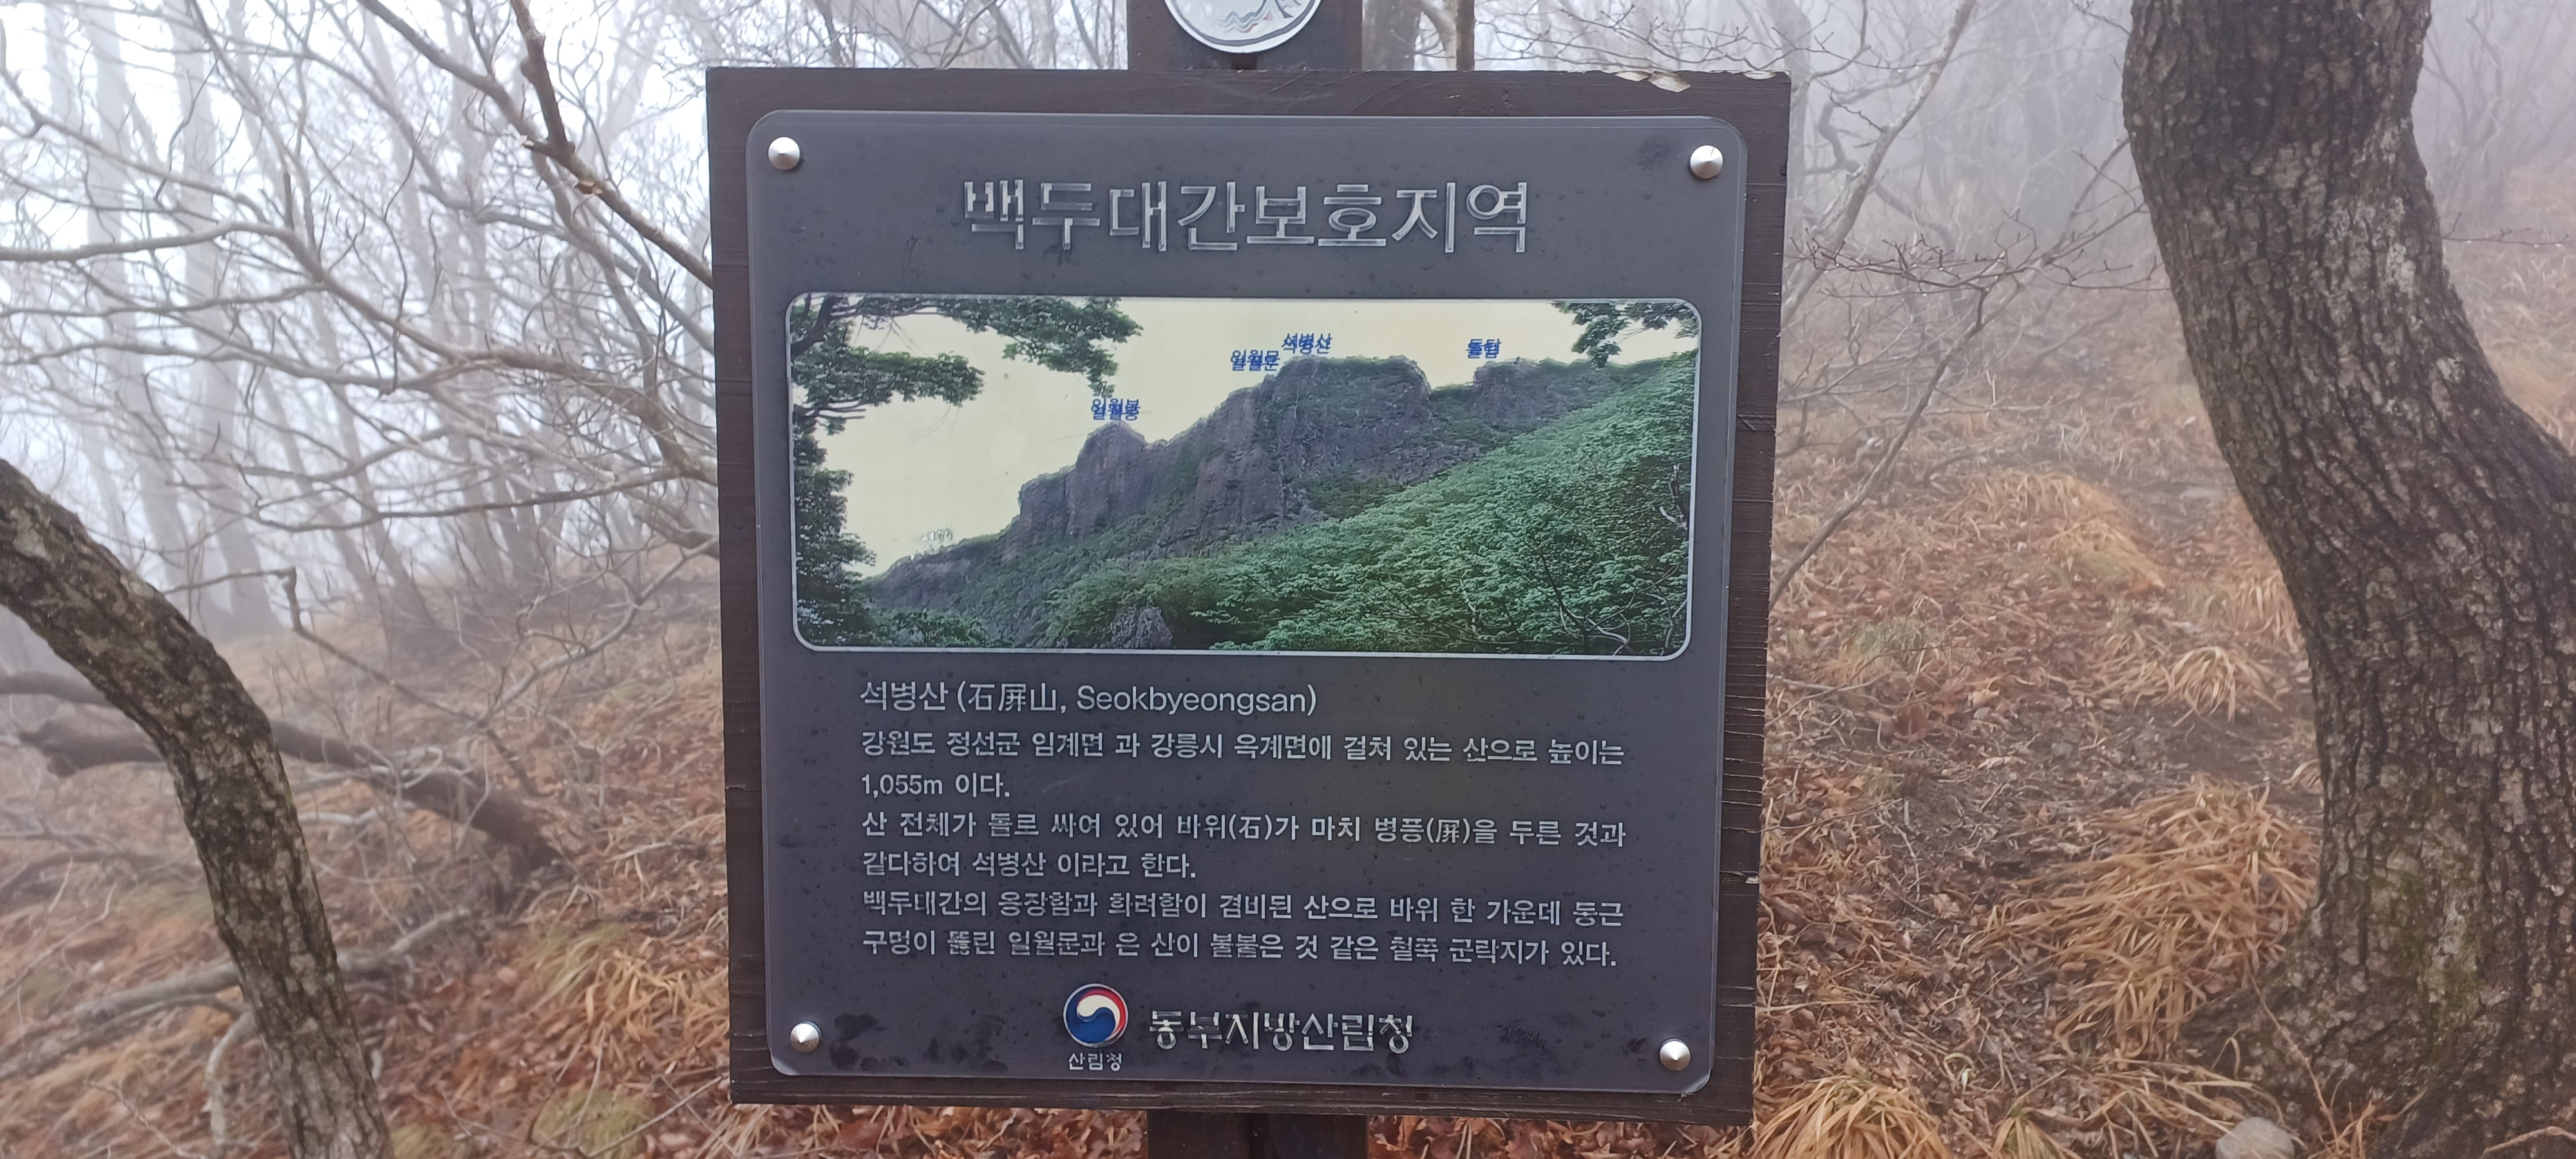 백두대간보호지역
석병산
일월문
돌탑
일월봉
석병산 (石屛山, Seokbyeongsan)
강원도 정선군 임계면 과 강릉시 옥계면에 걸쳐 있는 산으로 높이는
1,055m 이다.
산 전체가 돌로 싸여 있어 바위(石)가 마치 병풍(屛)을 두른 것과
같다하여 석병산 이라고 한다.
백두대간의 웅장함과 화려함이 겸비된 산으로 바위 한 가운데 둥근
구멍이 뚫린 일월문과 온 산이 불붙은 것 같은 철쭉 군락지가 있다.
산림청
동부지방산림청